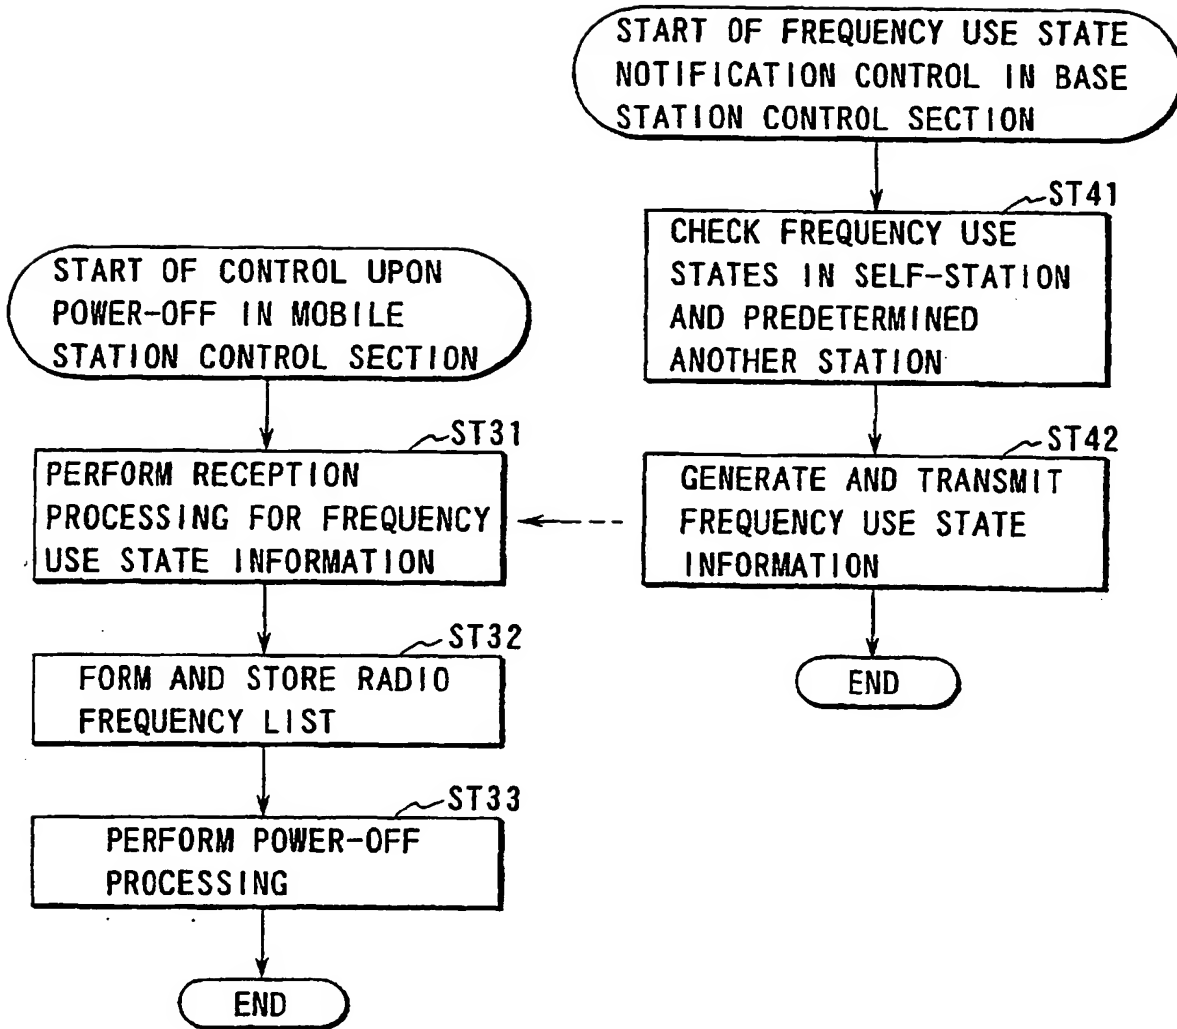 START OF FREQUENCY USE STATE
NOTIFICATION CONTROL IN BASE
STATION CONTROL SECTION
ST41
CHECK FREQUENCY USE
STATES IN SELF-STATION
AND PREDETERMINED
ANOTHER STATION
ST42
GENERATE AND TRANSMIT
FREQUENCY USE STATE
INFORMATION
END
START OF CONTROL UPON
POWER-OFF IN MOBILE
STATION CONTROL SECTION
ST31
PERFORM RECEPTION
PROCESSING FOR FREQUENCY
USE STATE INFORMATION
ST32
FORM AND STORE RADIO
FREQUENCY LIST
ST33
PERFORM POWER-OFF
PROCESSING
END